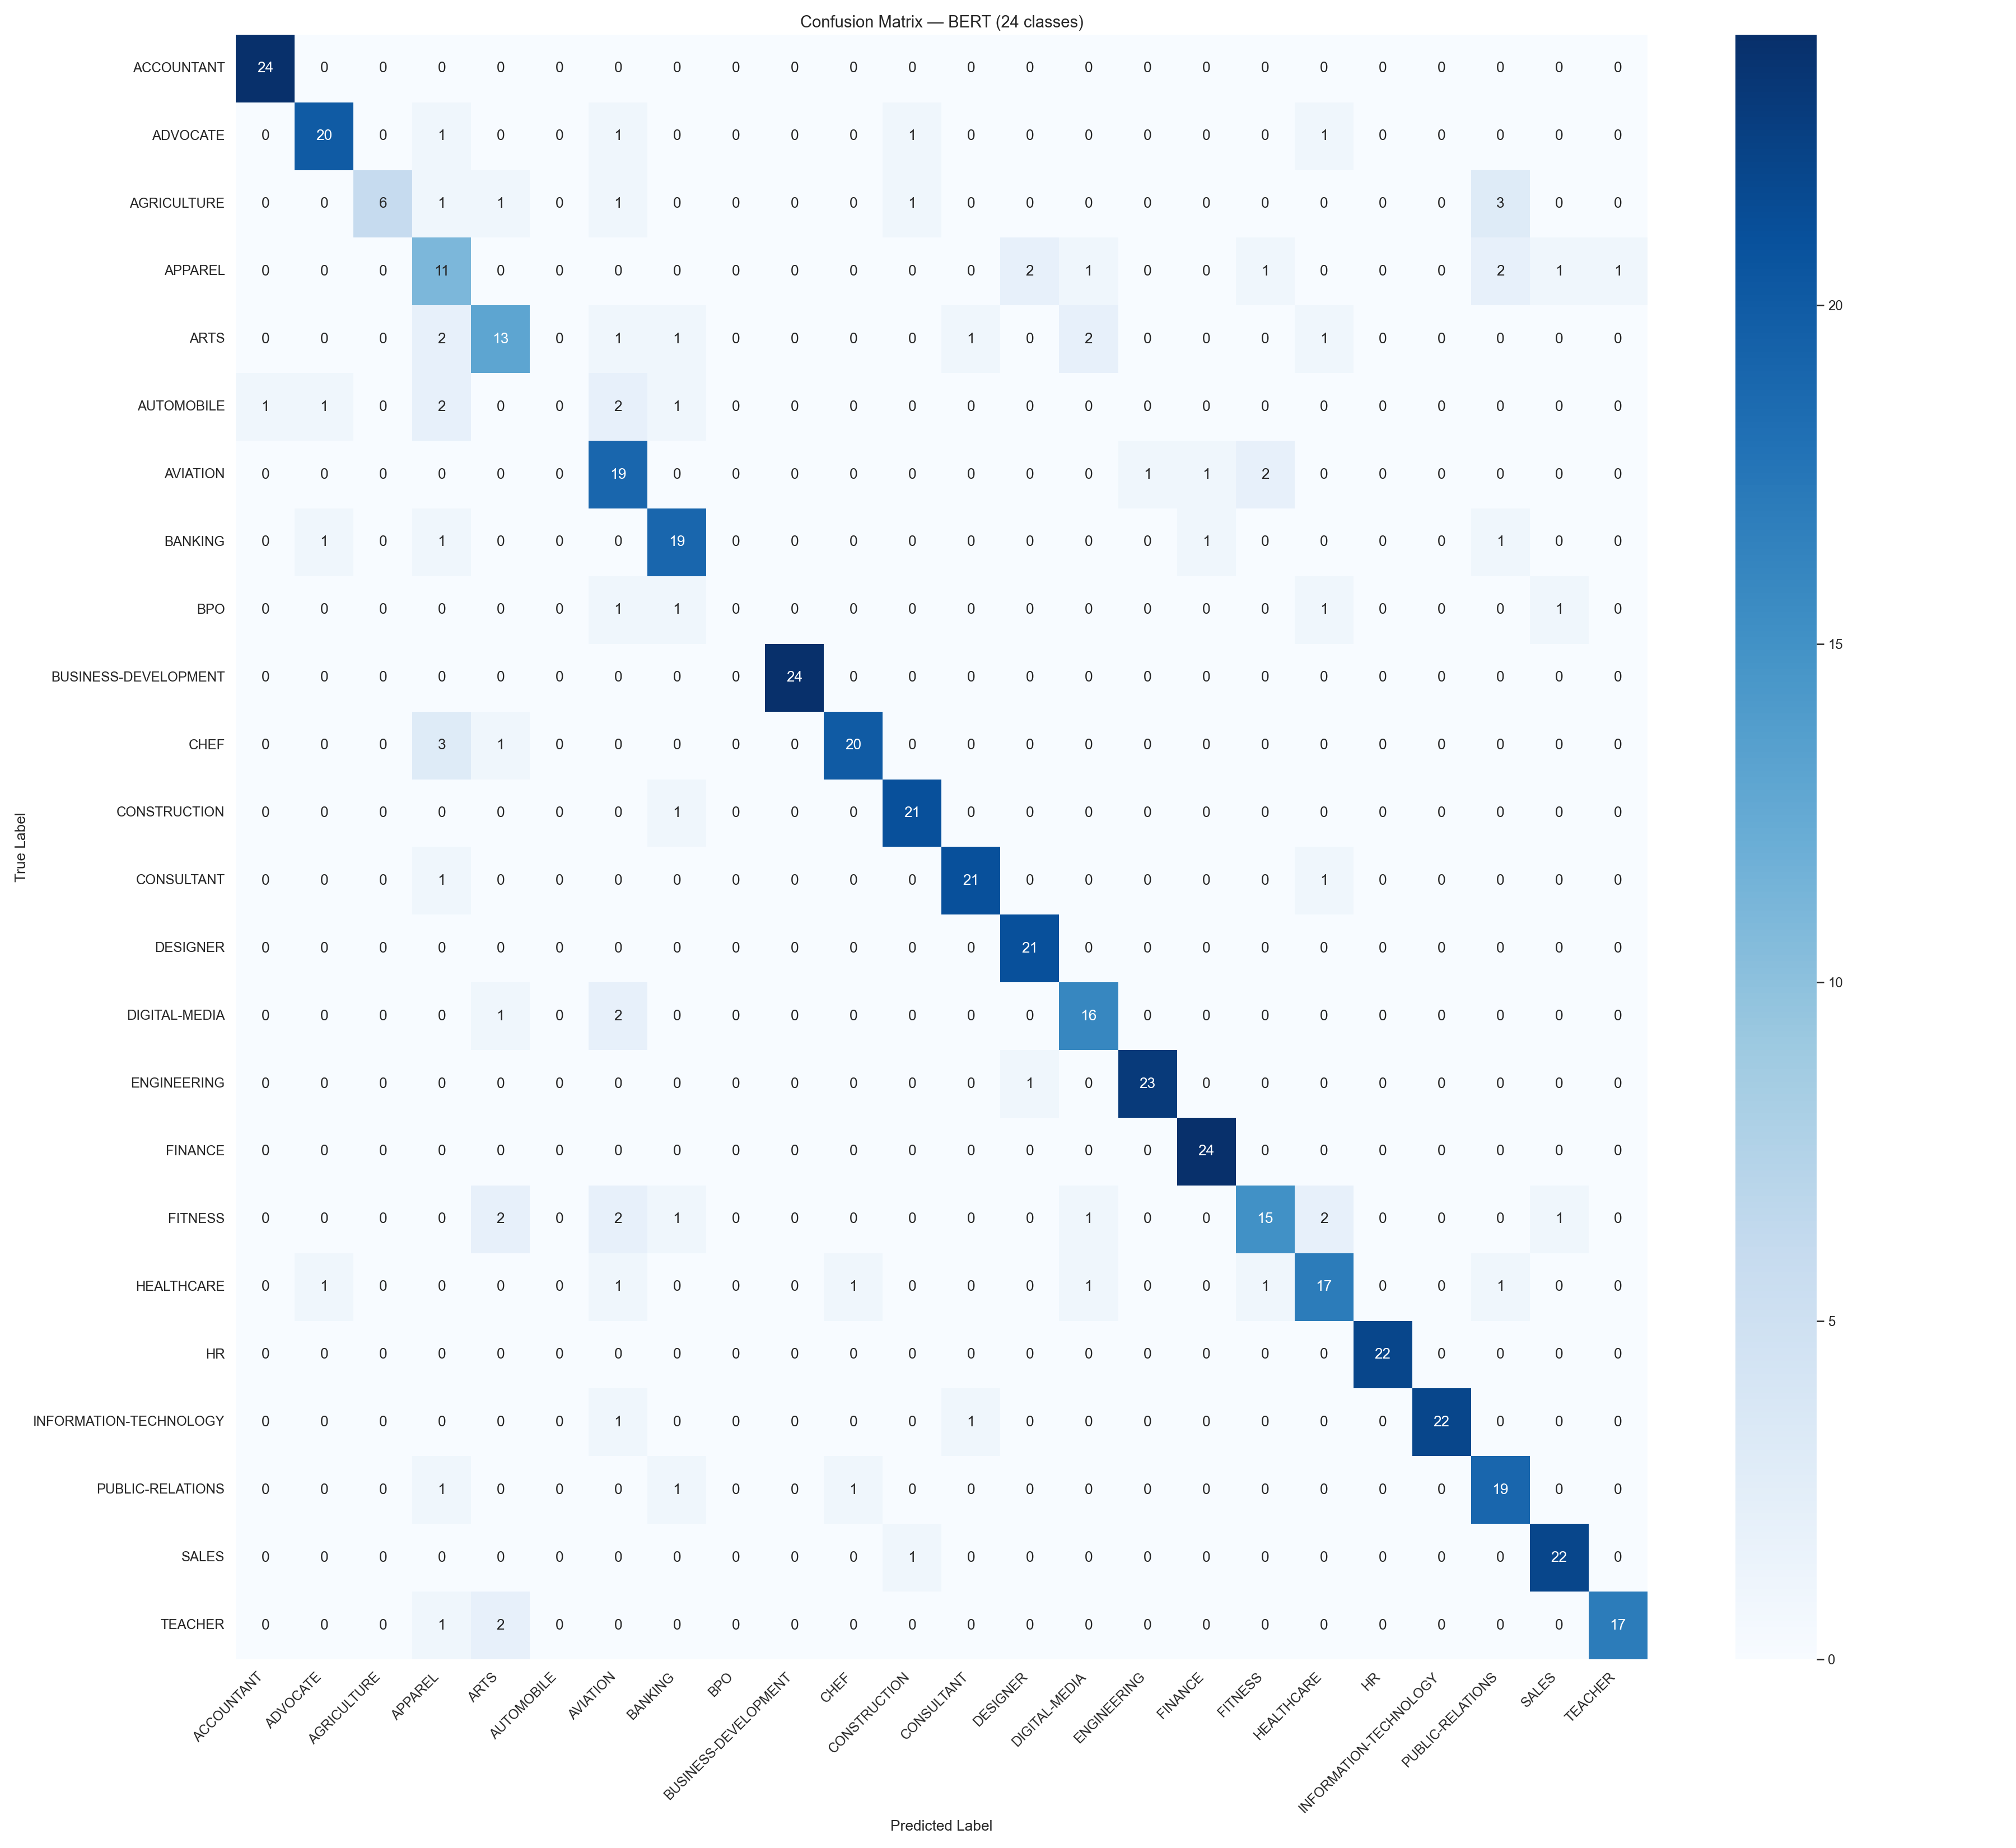 Confusion Matrix — BERT (24 classes)
ACCOUNTANT 24 0 0 0 0 0 0 0 0 0 0 0 0 0 0 0 0 0 0 0 0 0 0 0
ADVOCATE 0 20 0 1 0 0 1 0 0 0 0 1 0 0 0 0 0 0 1 0 0 0 0 0
AGRICULTURE 0 0 6 1 1 0 1 0 0 0 0 1 0 0 0 0 0 0 0 0 0 3 0 0
APPAREL 0 0 0 11 0 0 0 0 0 0 0 0 0 2 1 0 0 1 0 0 0 2 1 1
ARTS 0 0 0 2 13 0 1 1 0 0 0 0 1 0 2 0 0 0 1 0 0 0 0 0
AUTOMOBILE 1 1 0 2 0 0 2 1 0 0 0 0 0 0 0 0 0 0 0 0 0 0 0 0
AVIATION 0 0 0 0 0 0 19 0 0 0 0 0 0 0 0 1 1 2 0 0 0 0 0 0
BANKING 0 1 0 1 0 0 0 19 0 0 0 0 0 0 0 0 1 0 0 0 0 1 0 0
BPO 0 0 0 0 0 0 1 1 0 0 0 0 0 0 0 0 0 0 1 0 0 0 1 0
BUSINESS-DEVELOPMENT 0 0 0 0 0 0 0 0 0 24 0 0 0 0 0 0 0 0 0 0 0 0 0 0
CHEF 0 0 0 3 1 0 0 0 0 0 20 0 0 0 0 0 0 0 0 0 0 0 0 0
CONSTRUCTION 0 0 0 0 0 0 0 1 0 0 0 21 0 0 0 0 0 0 0 0 0 0 0 0
CONSULTANT 0 0 0 1 0 0 0 0 0 0 0 0 21 0 0 0 0 0 1 0 0 0 0 0
DESIGNER 0 0 0 0 0 0 0 0 0 0 0 0 0 21 0 0 0 0 0 0 0 0 0 0
DIGITAL-MEDIA 0 0 0 0 1 0 2 0 0 0 0 0 0 0 16 0 0 0 0 0 0 0 0 0
ENGINEERING 0 0 0 0 0 0 0 0 0 0 0 0 0 1 0 23 0 0 0 0 0 0 0 0
FINANCE 0 0 0 0 0 0 0 0 0 0 0 0 0 0 0 0 24 0 0 0 0 0 0 0
FITNESS 0 0 0 0 2 0 2 1 0 0 0 0 0 0 1 0 0 15 2 0 0 0 1 0
HEALTHCARE 0 1 0 0 0 0 1 0 0 0 1 0 0 0 1 0 0 1 17 0 0 1 0 0
HR 0 0 0 0 0 0 0 0 0 0 0 0 0 0 0 0 0 0 0 22 0 0 0 0
INFORMATION-TECHNOLOGY 0 0 0 0 0 0 1 0 0 0 0 0 1 0 0 0 0 0 0 0 22 0 0 0
PUBLIC-RELATIONS 0 0 0 1 0 0 0 1 0 0 1 0 0 0 0 0 0 0 0 0 0 19 0 0
SALES 0 0 0 0 0 0 0 0 0 0 0 1 0 0 0 0 0 0 0 0 0 0 22 0
TEACHER 0 0 0 1 2 0 0 0 0 0 0 0 0 0 0 0 0 0 0 0 0 0 0 17
ACCOUNTANT ADVOCATE AGRICULTURE APPAREL ARTS AUTOMOBILE AVIATION BANKING BPO BUSINESS-DEVELOPMENT CHEF CONSTRUCTION CONSULTANT DESIGNER DIGITAL-MEDIA ENGINEERING FINANCE FITNESS HEALTHCARE HR INFORMATION-TECHNOLOGY PUBLIC-RELATIONS SALES TEACHER
Predicted Label
True Label
20
15
10
5
0